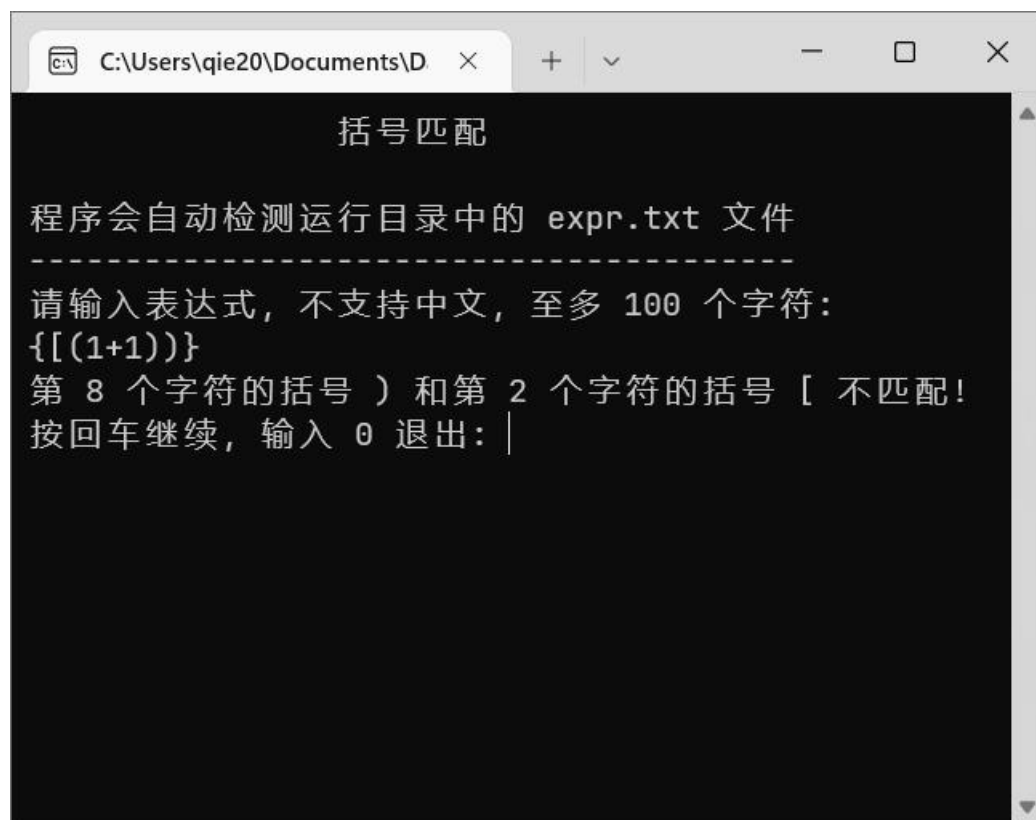 C:\Users\qie20\Documents\D
括号匹配
程序会自动检测运行目录中的 expr.txt 文件
----------------------------------------
请输入表达式, 不支持中文, 至多 100 个字符:
{[(1+1))}
第 8 个字符的括号 ) 和第 2 个字符的括号 [ 不匹配!
按回车继续, 输入 0 退出: